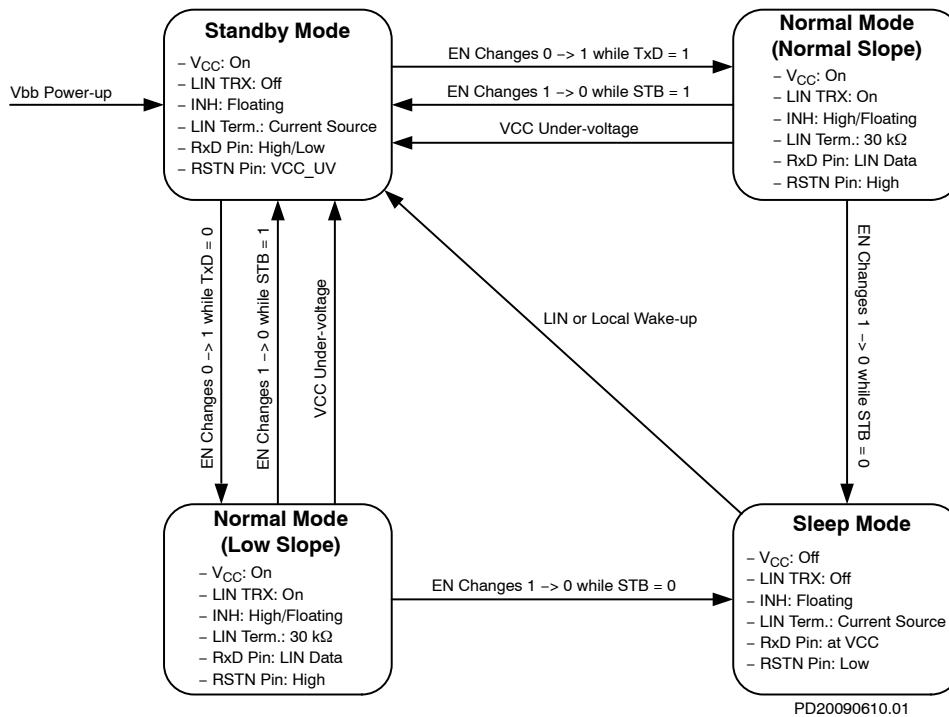 Vbb Power-up
Standby Mode
– VCC: On
– LIN TRX: Off
– INH: Floating
– LIN Term.: Current Source
– RxD Pin: High/Low
– RSTN Pin: VCC_UV
EN Changes 0 -> 1 while TxD = 1
EN Changes 1 -> 0 while STB = 1
VCC Under-voltage
Normal Mode
(Normal Slope)
– VCC: On
– LIN TRX: On
– INH: High/Floating
– LIN Term.: 30 kΩ
– RxD Pin: LIN Data
– RSTN Pin: High
EN Changes 0 -> 1 while TxD = 0
EN Changes 1 -> 0 while STB = 1
VCC Under-voltage
LIN or Local Wake-up
EN Changes 1 -> 0 while STB = 0
Normal Mode
(Low Slope)
– VCC: On
– LIN TRX: On
– INH: High/Floating
– LIN Term.: 30 kΩ
– RxD Pin: LIN Data
– RSTN Pin: High
EN Changes 1 -> 0 while STB = 0
Sleep Mode
– VCC: Off
– LIN TRX: Off
– INH: Floating
– LIN Term.: Current Source
– RxD Pin: at VCC
– RSTN Pin: Low
PD20090610.01